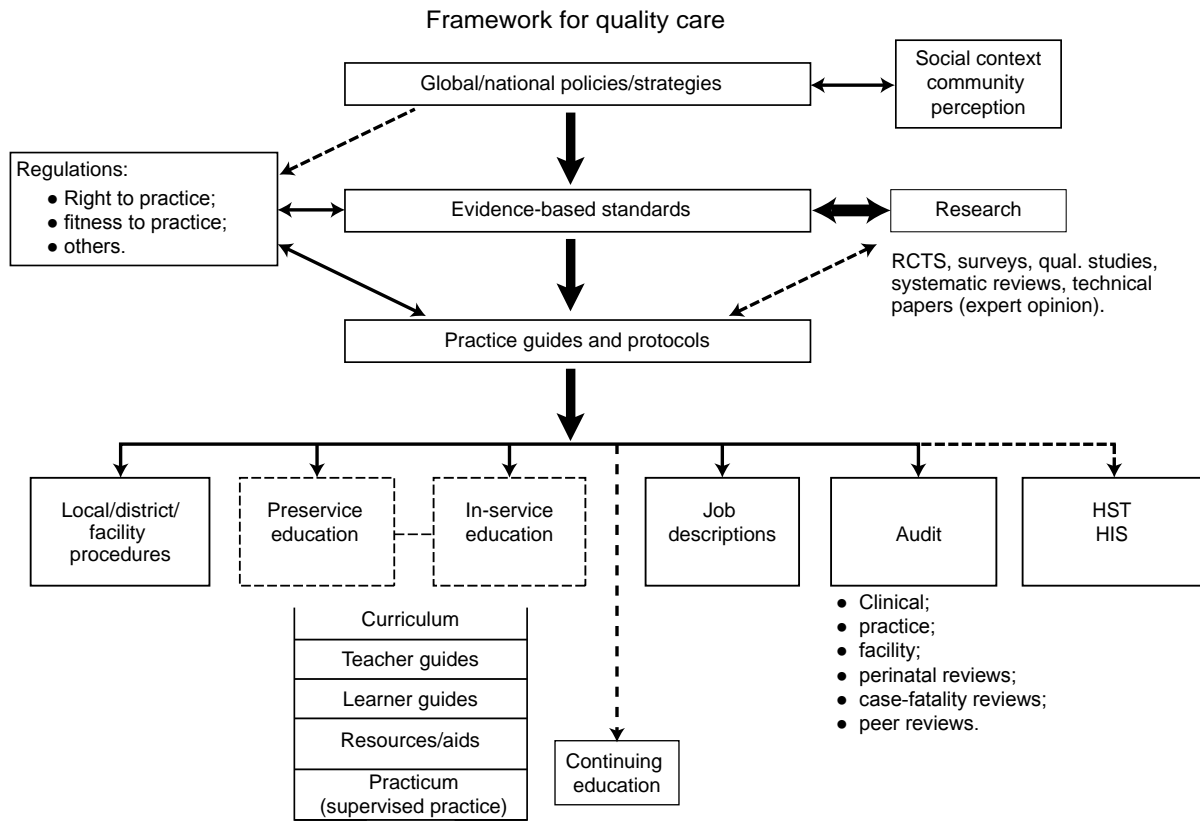 Framework for quality care
Global/national policies/strategies
Social context
community
perception
Regulations:
● Right to practice;
● fitness to practice;
● others.
Evidence-based standards
Research
RCTS, surveys, qual. studies,
systematic reviews, technical
papers (expert opinion).
Practice guides and protocols
Local/district/
facility
procedures
Preservice
education
In-service
education
Job
descriptions
Audit
HST
HIS
Curriculum
Teacher guides
Learner guides
Resources/aids
Practicum
(supervised practice)
Continuing
education
● Clinical;
● practice;
● facility;
● perinatal reviews;
● case-fatality reviews;
● peer reviews.